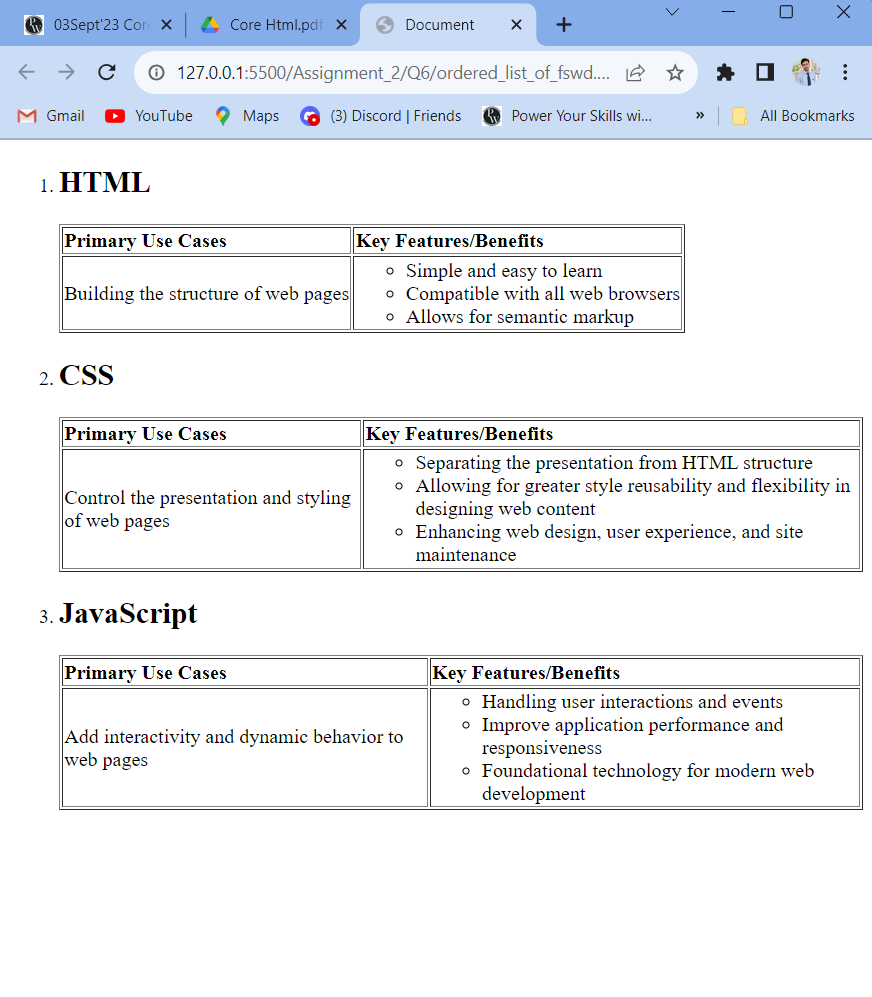 03Sept'23 Cor
Core Html.pdf
Document
127.0.0.1:5500/Assignment_2/Q6/ordered_list_of_fswd....
Gmail
YouTube
Maps
(3) Discord | Friends
Power Your Skills wi...
»
All Bookmarks
1. HTML
Primary Use Cases
Key Features/Benefits
Building the structure of web pages
Simple and easy to learn
Compatible with all web browsers
Allows for semantic markup
2. CSS
Primary Use Cases
Key Features/Benefits
Control the presentation and styling
of web pages
Separating the presentation from HTML structure
Allowing for greater style reusability and flexibility in
designing web content
Enhancing web design, user experience, and site
maintenance
3. JavaScript
Primary Use Cases
Key Features/Benefits
Add interactivity and dynamic behavior to
web pages
Handling user interactions and events
Improve application performance and
responsiveness
Foundational technology for modern web
development